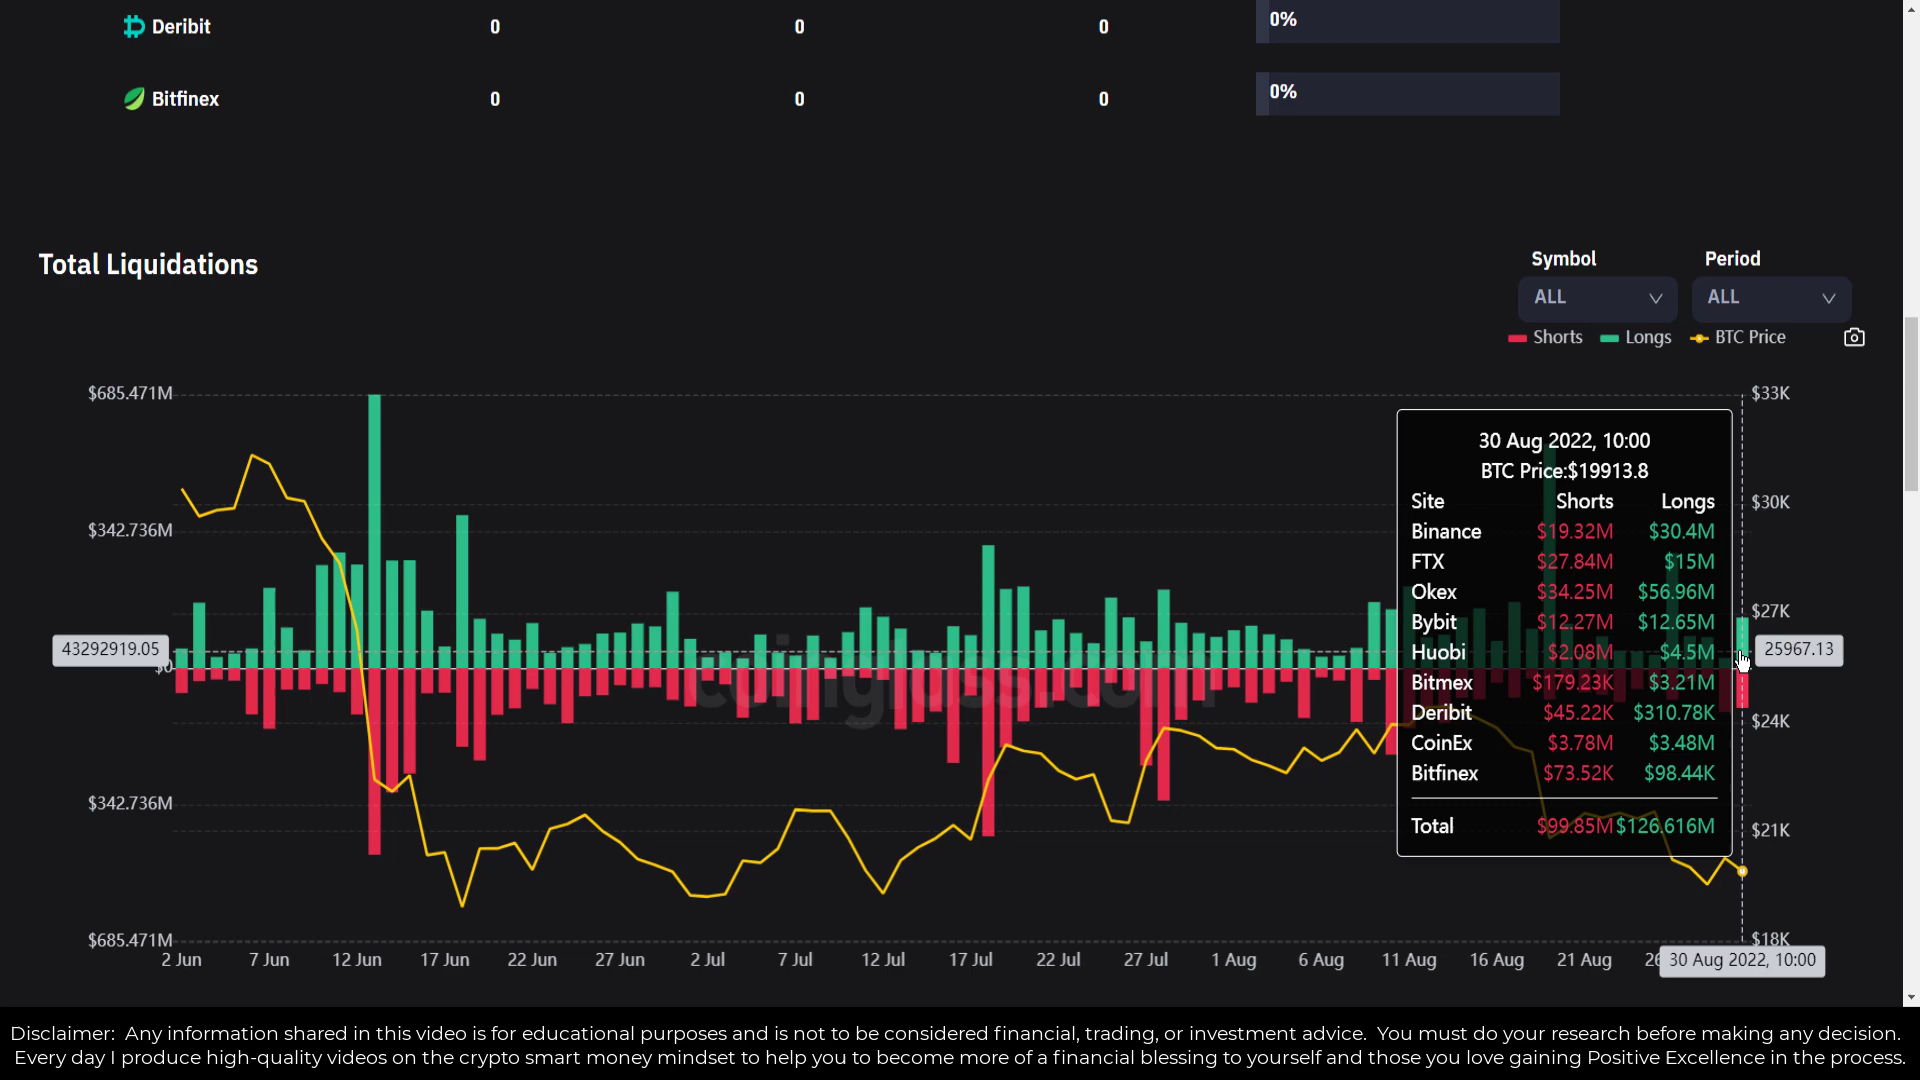 Deribit 0 0 0 0%
Bitfinex 0 0 0 0%
Total Liquidations
Symbol Period
ALL ALL
Shorts Longs BTC Price
$685.471M $33K
30 Aug 2022, 10:00
BTC Price:$19913.8
Site Shorts Longs $30K
$342.736M Binance $19.32M $30.4M
FTX $27.84M $15M
Okex $34.25M $56.96M
$27K
Bybit $12.27M $12.65M
43292919.05 Huobi $2.08M $4.5M 25967.13
$0
coinglass.com
Bitmex $179.23K $3.21M
Deribit $45.22K $310.78K $24K
CoinEx $3.78M $3.48M
Bitfinex $73.52K $98.44K
$342.736M
Total $99.85M $126.616M $21K
$685.471M $18K
2 Jun 7 Jun 12 Jun 17 Jun 22 Jun 27 Jun 2 Jul 7 Jul 12 Jul 17 Jul 22 Jul 27 Jul 1 Aug 6 Aug 11 Aug 16 Aug 21 Aug 26 30 Aug 2022, 10:00
Disclaimer: Any information shared in this video is for educational purposes and is not to be considered financial, trading, or investment advice. You must do your research before making any decision.
Every day I produce high-quality videos on the crypto smart money mindset to help you to become more of a financial blessing to yourself and those you love gaining Positive Excellence in the process.